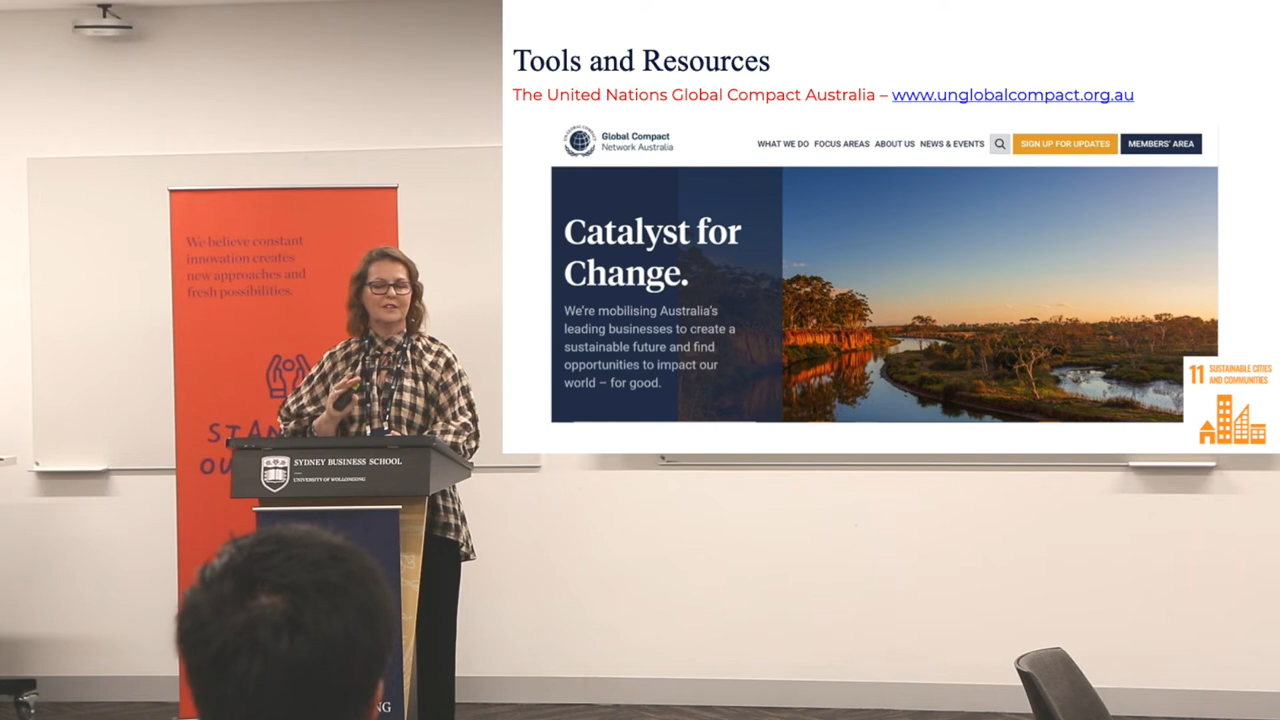 Tools and Resources
The United Nations Global Compact Australia – www.unglobalcompact.org.au
Global Compact
Network Australia
WHAT WE DO FOCUS AREAS ABOUT US NEWS & EVENTS SIGN UP FOR UPDATES MEMBERS' AREA
Catalyst for
Change.
We're mobilising Australia's
leading businesses to create a
sustainable future and find
opportunities to impact our
world – for good.
11 SUSTAINABLE CITIES
AND COMMUNITIES
We believe constant
innovation creates
new approaches and
fresh possibilities.
SYDNEY BUSINESS SCHOOL
UNIVERSITY OF WOLLONGONG